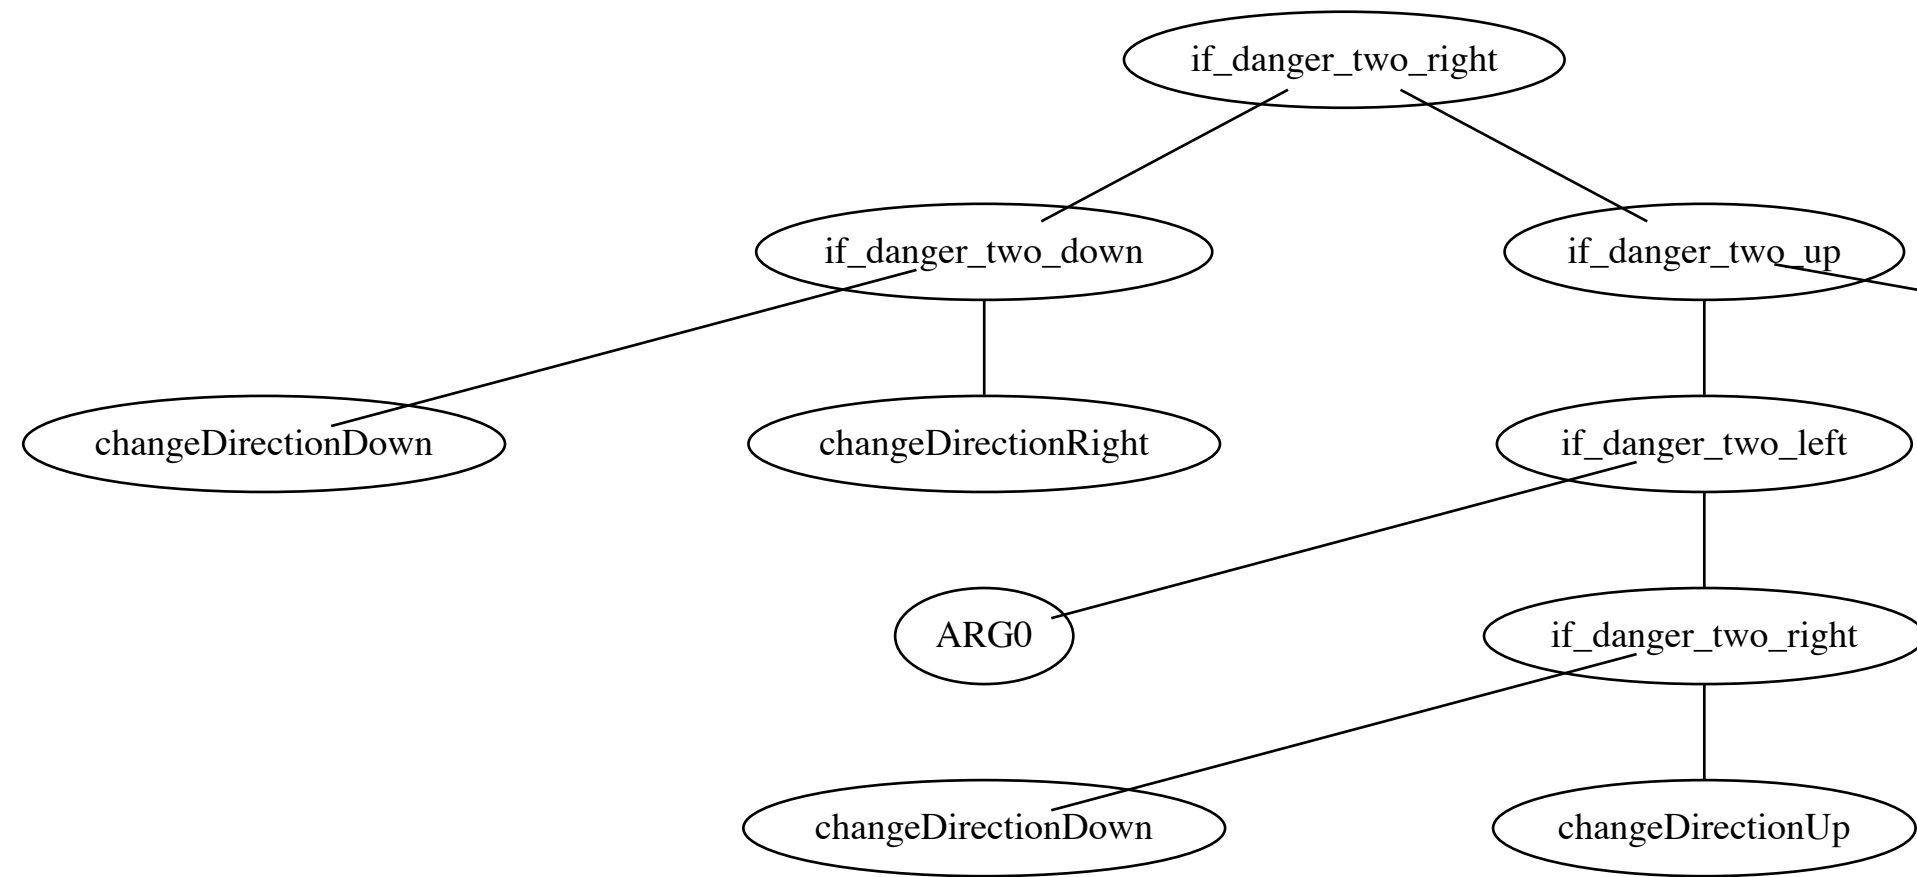 if_danger_two_right
if_danger_two_down
if_danger_two_up
changeDirectionDown
changeDirectionRight
if_danger_two_left
ARG0
if_danger_two_right
changeDirectionDown
changeDirectionUp